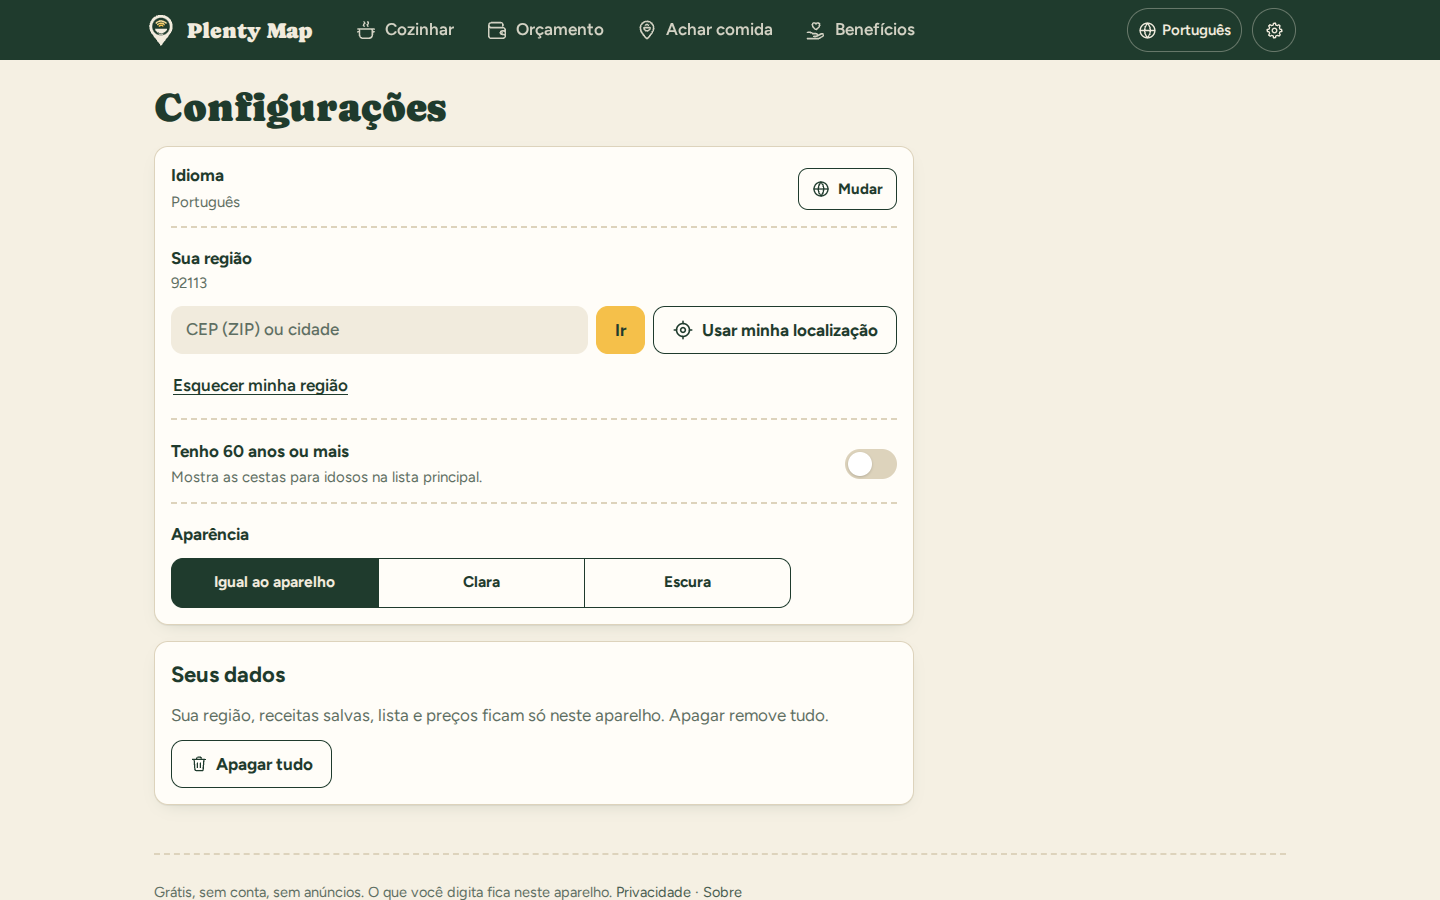 Plenty Map
Cozinhar
Orçamento
Achar comida
Benefícios
Português
Configurações
Idioma
Português
Mudar
Sua região
92113
CEP (ZIP) ou cidade
Ir
Usar minha localização
Esquecer minha região
Tenho 60 anos ou mais
Mostra as cestas para idosos na lista principal.
Aparência
Igual ao aparelho
Clara
Escura
Seus dados
Sua região, receitas salvas, lista e preços ficam só neste aparelho. Apagar remove tudo.
Apagar tudo
Grátis, sem conta, sem anúncios. O que você digita fica neste aparelho. Privacidade · Sobre